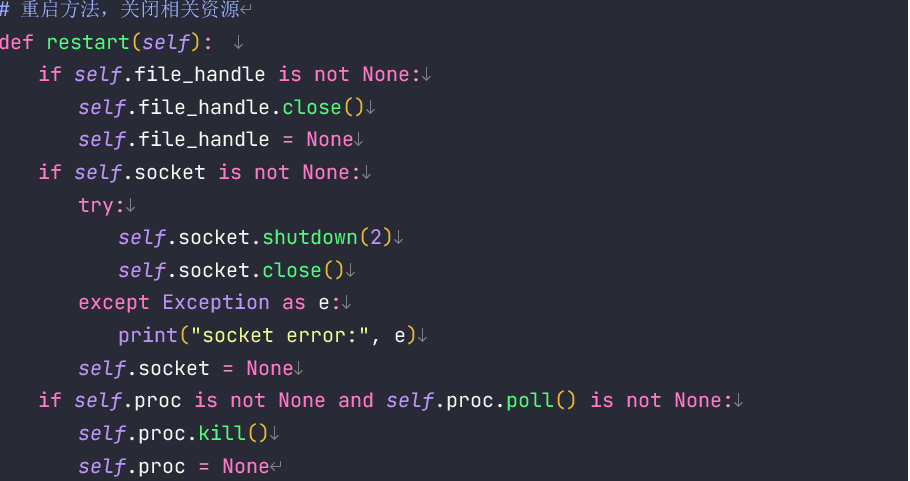 # 重启方法，关闭相关资源↵
def restart(self): ↓
if self.file_handle is not None:↓
self.file_handle.close()↓
self.file_handle = None↓
if self.socket is not None:↓
try:↓
self.socket.shutdown(2)↓
self.socket.close()↓
except Exception as e:↓
print("socket error:", e)↓
self.socket = None↓
if self.proc is not None and self.proc.poll() is not None:↓
self.proc.kill()↓
self.proc = None↵